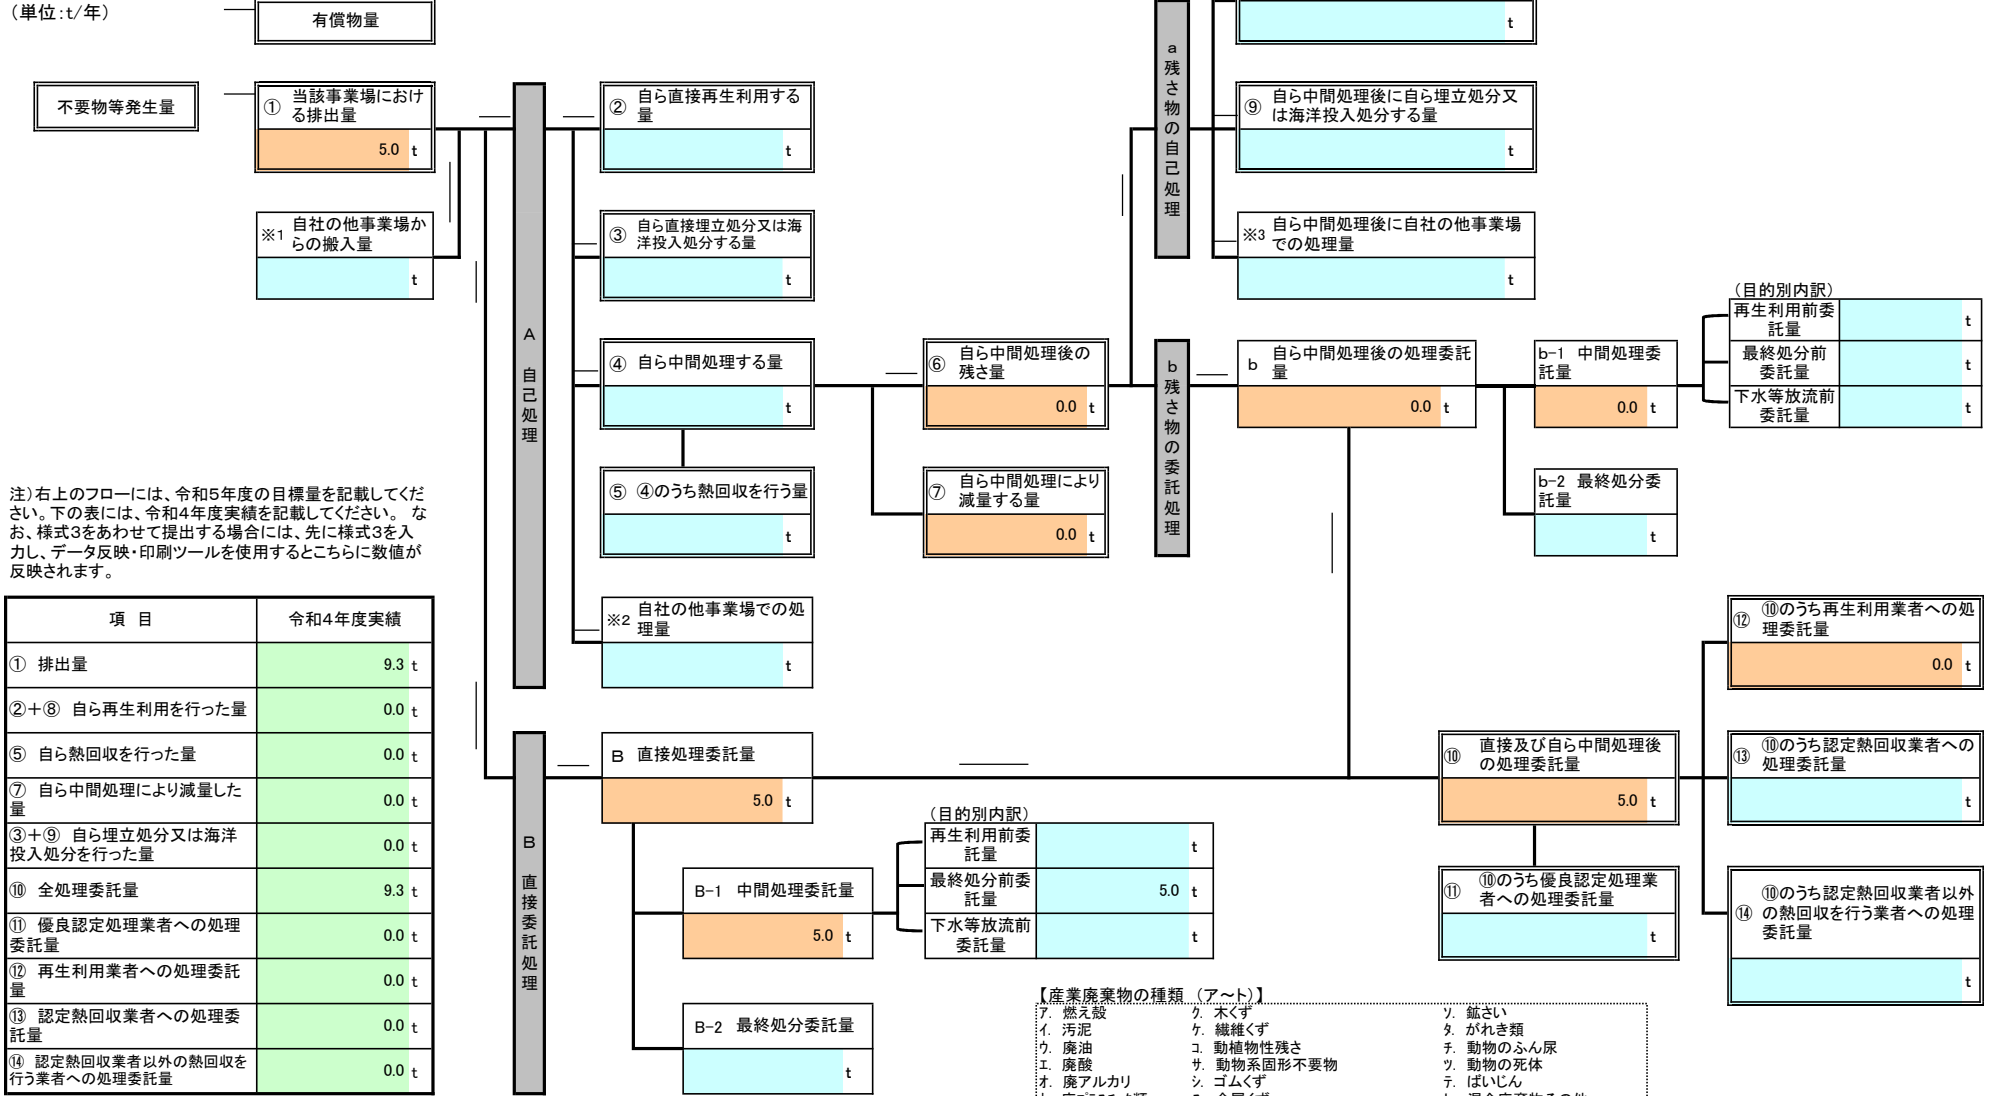 （単位:t/年）
有償物量
t
不要物等発生量
① 当該事業場におけ
る排出量
5.0 t
※1 自社の他事業場か
らの搬入量
t
A 自己処理
② 自ら直接再生利用する
量
t
③ 自ら直接埋立処分又は海
洋投入処分する量
t
④ 自ら中間処理する量
t
⑤ ④のうち熱回収を行う量
t
※2 自社の他事業場での処
理量
t
⑥ 自ら中間処理後の
残さ量
0.0 t
⑦ 自ら中間処理により
減量する量
0.0 t
a 残さ物の自己処理
⑨ 自ら中間処理後に自ら埋立処分又
は海洋投入処分する量
t
※3 自ら中間処理後に自社の他事業場
での処理量
t
b 残さ物の委託処理
b 自ら中間処理後の処理委託
量
0.0 t
b-1 中間処理委
託量
0.0 t
b-2 最終処分委
託量
t
（目的別内訳）
再生利用前委
託量
t
最終処分前
委託量
t
下水等放流前
委託量
t
注）右上のフローには、令和５年度の目標量を記載してくだ
さい。下の表には、令和４年度実績を記載してください。 な
お、様式３をあわせて提出する場合には、先に様式３を入
力し、データ反映・印刷ツールを使用するとこちらに数値が
反映されます。
項 目 令和４年度実績
① 排出量 9.3 t
②＋⑧ 自ら再生利用を行った量 0.0 t
⑤ 自ら熱回収を行った量 0.0 t
⑦ 自ら中間処理により減量した
量 0.0 t
③＋⑨ 自ら埋立処分又は海洋
投入処分を行った量 0.0 t
⑩ 全処理委託量 9.3 t
⑪ 優良認定処理業者への処理
委託量 0.0 t
⑫ 再生利用業者への処理委託
量 0.0 t
⑬ 認定熱回収業者への処理委
託量 0.0 t
⑭ 認定熱回収業者以外の熱回収を
行う業者への処理委託量 0.0 t
B 直接委託処理
B 直接処理委託量
5.0 t
B-1 中間処理委託量
5.0 t
B-2 最終処分委託量
t
（目的別内訳）
再生利用前委
託量
t
最終処分前委
託量
5.0 t
下水等放流前
委託量
t
⑩ 直接及び自ら中間処理後
の処理委託量
5.0 t
⑪ ⑩のうち優良認定処理業
者への処理委託量
t
⑫ ⑩のうち再生利用業者への処
理委託量
0.0 t
⑬ ⑩のうち認定熱回収業者への
処理委託量
t
⑭ ⑩のうち認定熱回収業者以外
の熱回収を行う業者への処理
委託量
t
【産業廃棄物の種類 （ア～ト）】
ア. 燃え殻 ク. 木くず ソ. 鉱さい
イ. 汚泥 ケ. 繊維くず タ. がれき類
ウ. 廃油 コ. 動植物性残さ チ. 動物のふん尿
エ. 廃酸 サ. 動物系固形不要物 ツ. 動物の死体
オ. 廃アルカリ シ. ゴムくず テ. ばいじん